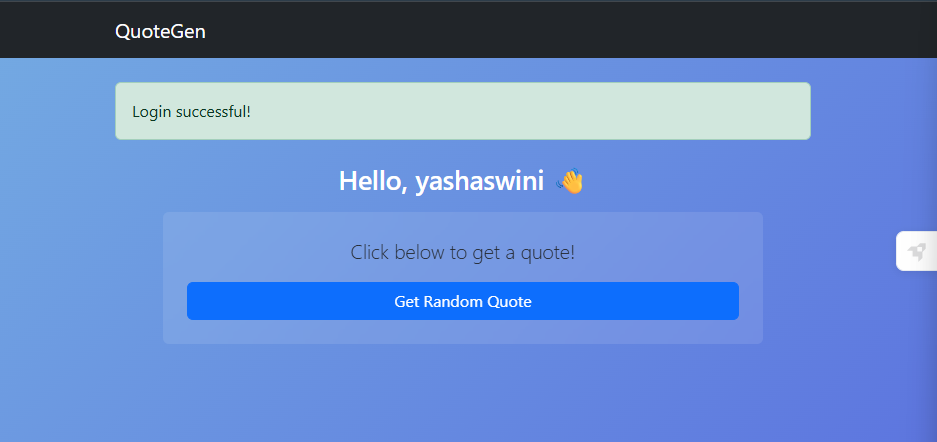 QuoteGen
Login successful!
Hello, yashaswini 👋
Click below to get a quote!
Get Random Quote